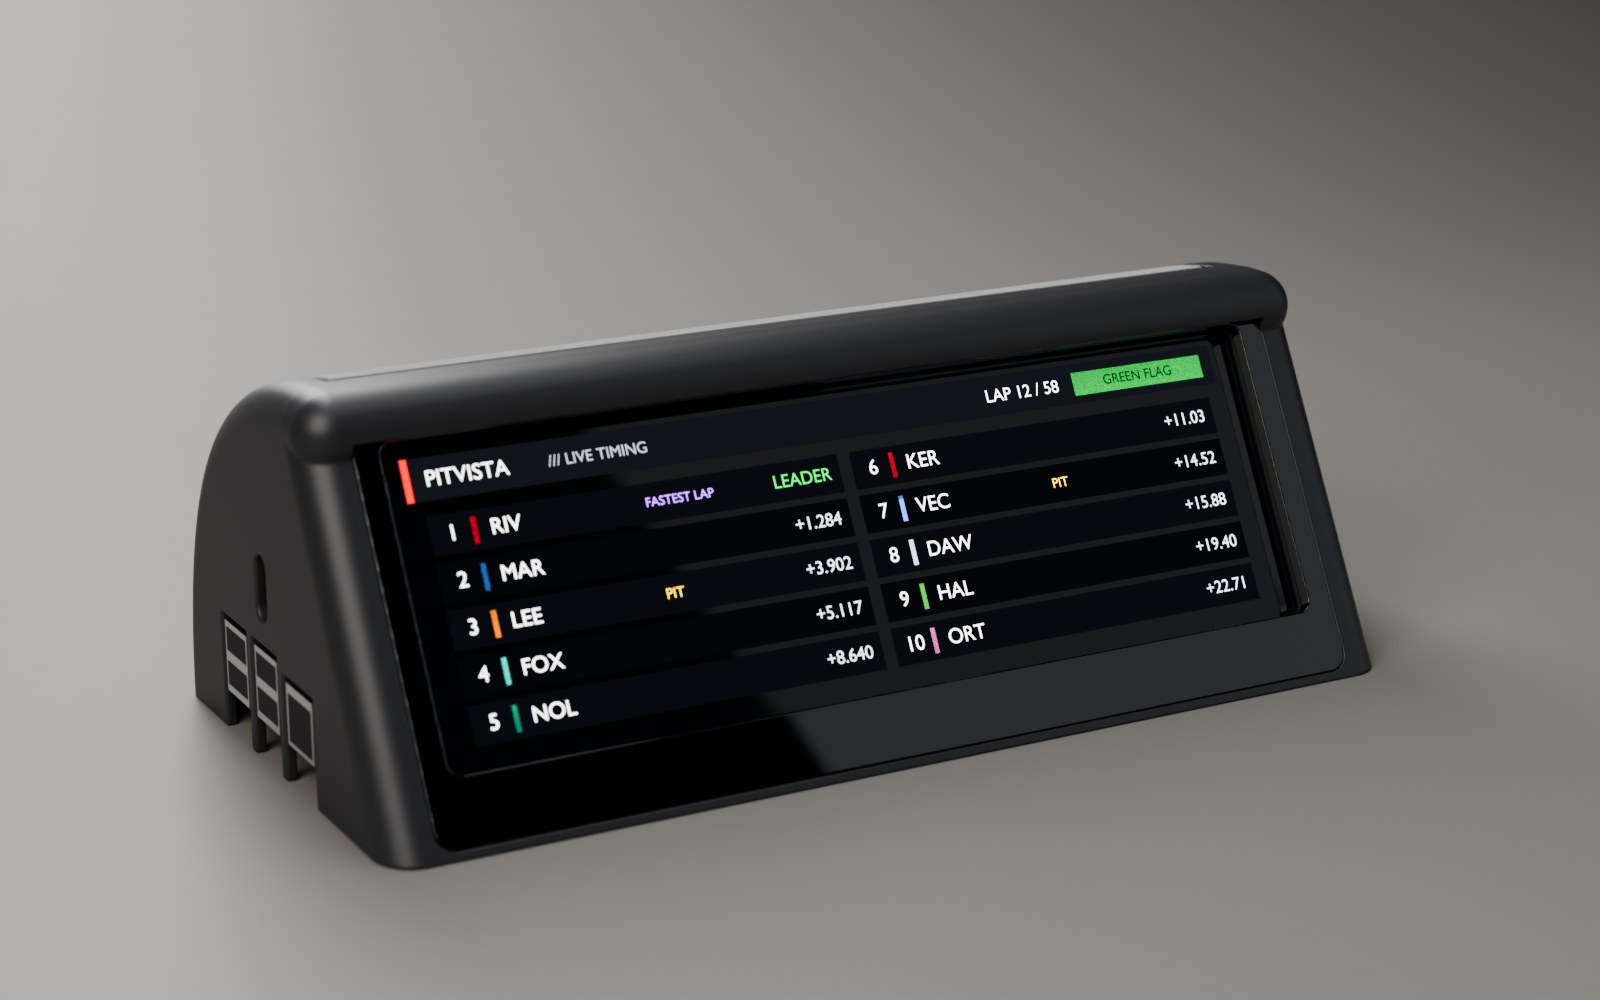 PITVISTA /// LIVE TIMING LAP 12 / 58 GREEN FLAG
1 RIV FASTEST LAP LEADER
2 MAR +1.284
3 LEE PIT +3.902
4 FOX +5.117
5 NOL +8.640
6 KER +11.03
7 VEC PIT +14.52
8 DAW +15.88
9 HAL +19.40
10 ORT +22.71